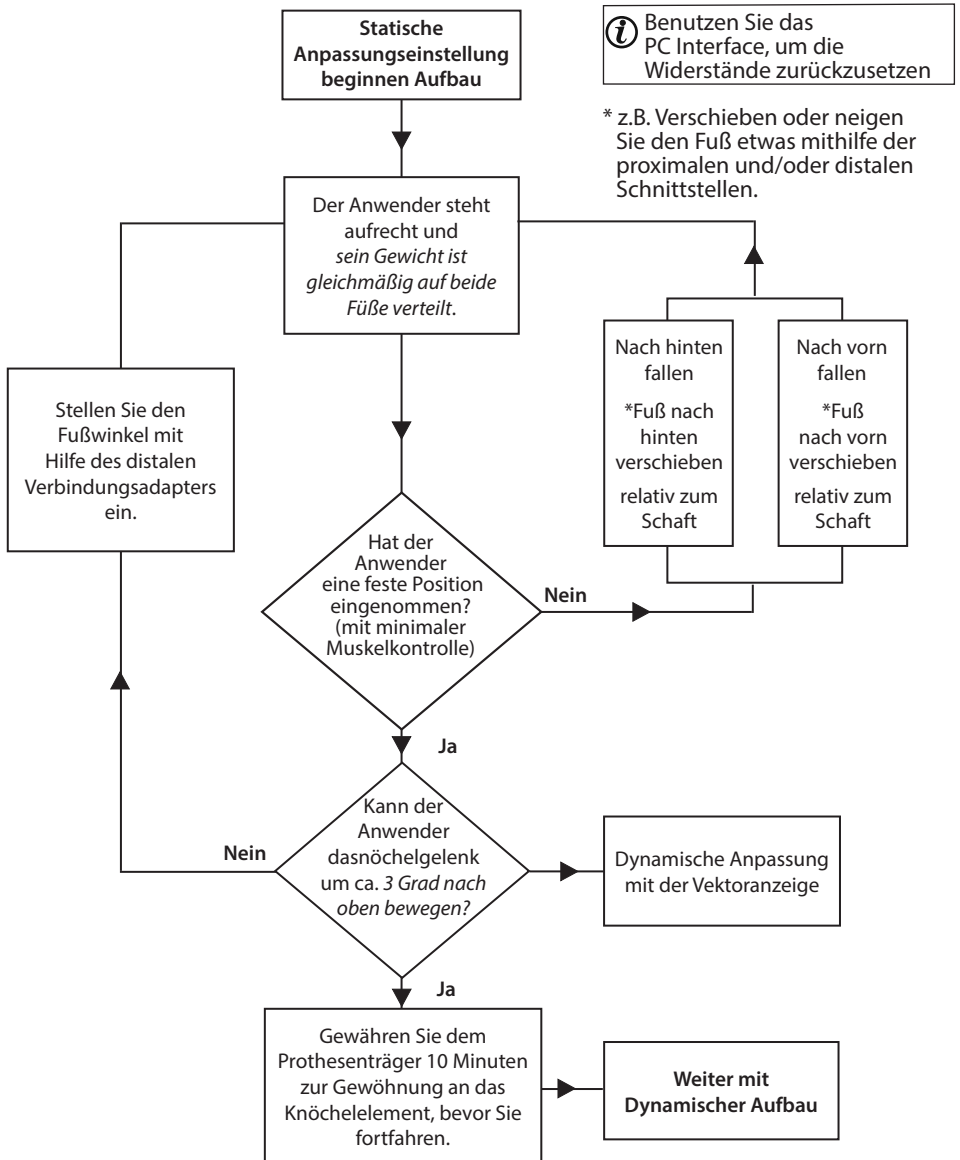 Statische
Anpassungseinstellung
beginnen Aufbau
i Benutzen Sie das
PC Interface, um die
Widerstände zurückzusetzen
* z.B. Verschieben oder neigen
Sie den Fuß etwas mithilfe der
proximalen und/oder distalen
Schnittstellen.
Der Anwender steht
aufrecht und
sein Gewicht ist
gleichmäßig auf beide
Füße verteilt.
Nach hinten
fallen
*Fuß nach
hinten
verschieben
relativ zum
Schaft
Nach vorn
fallen
*Fuß
nach vorn
verschieben
relativ zum
Schaft
Stellen Sie den
Fußwinkel mit
Hilfe des distalen
Verbindungsadapters
ein.
Hat der
Anwender
eine feste Position
eingenommen?
(mit minimaler
Muskelkontrolle)
Nein
Ja
Kann der
Anwender
dasnöchelgelenk
um ca. 3 Grad nach
oben bewegen?
Nein
Dynamische Anpassung
mit der Vektoranzeige
Ja
Gewähren Sie dem
Prothesenträger 10 Minuten
zur Gewöhnung an das
Knöchelelement, bevor Sie
fortfahren.
Weiter mit
Dynamischer Aufbau